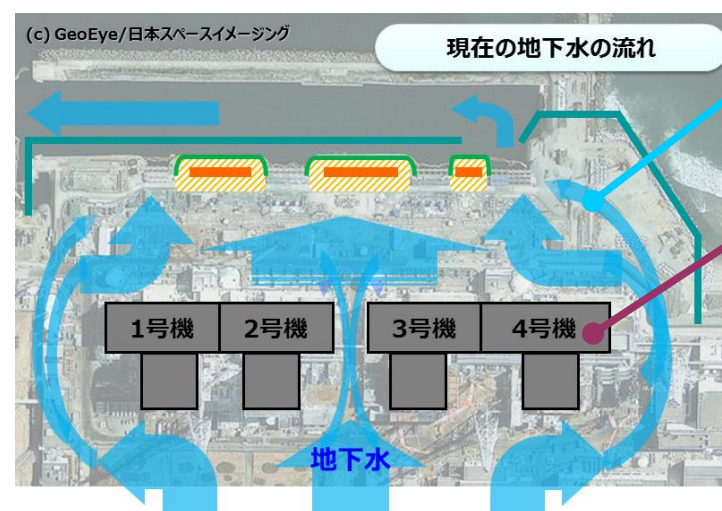 (c) GeoEye/日本スペースイメージング
現在の地下水の流れ
1号機
2号機
3号機
4号機
地下水